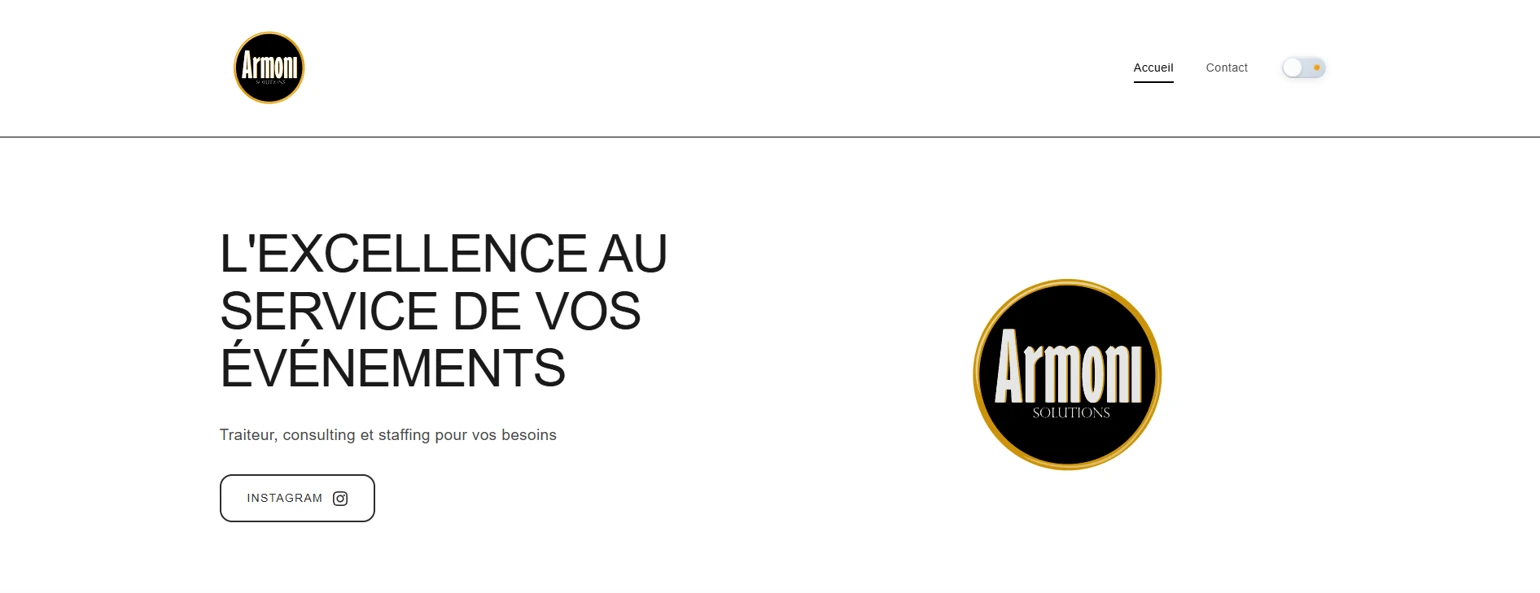 Armoni
SOLUTIONS
Accueil
Contact
L'EXCELLENCE AU
SERVICE DE VOS
ÉVÉNEMENTS
Traiteur, consulting et staffing pour vos besoins
INSTAGRAM
Armoni
SOLUTIONS